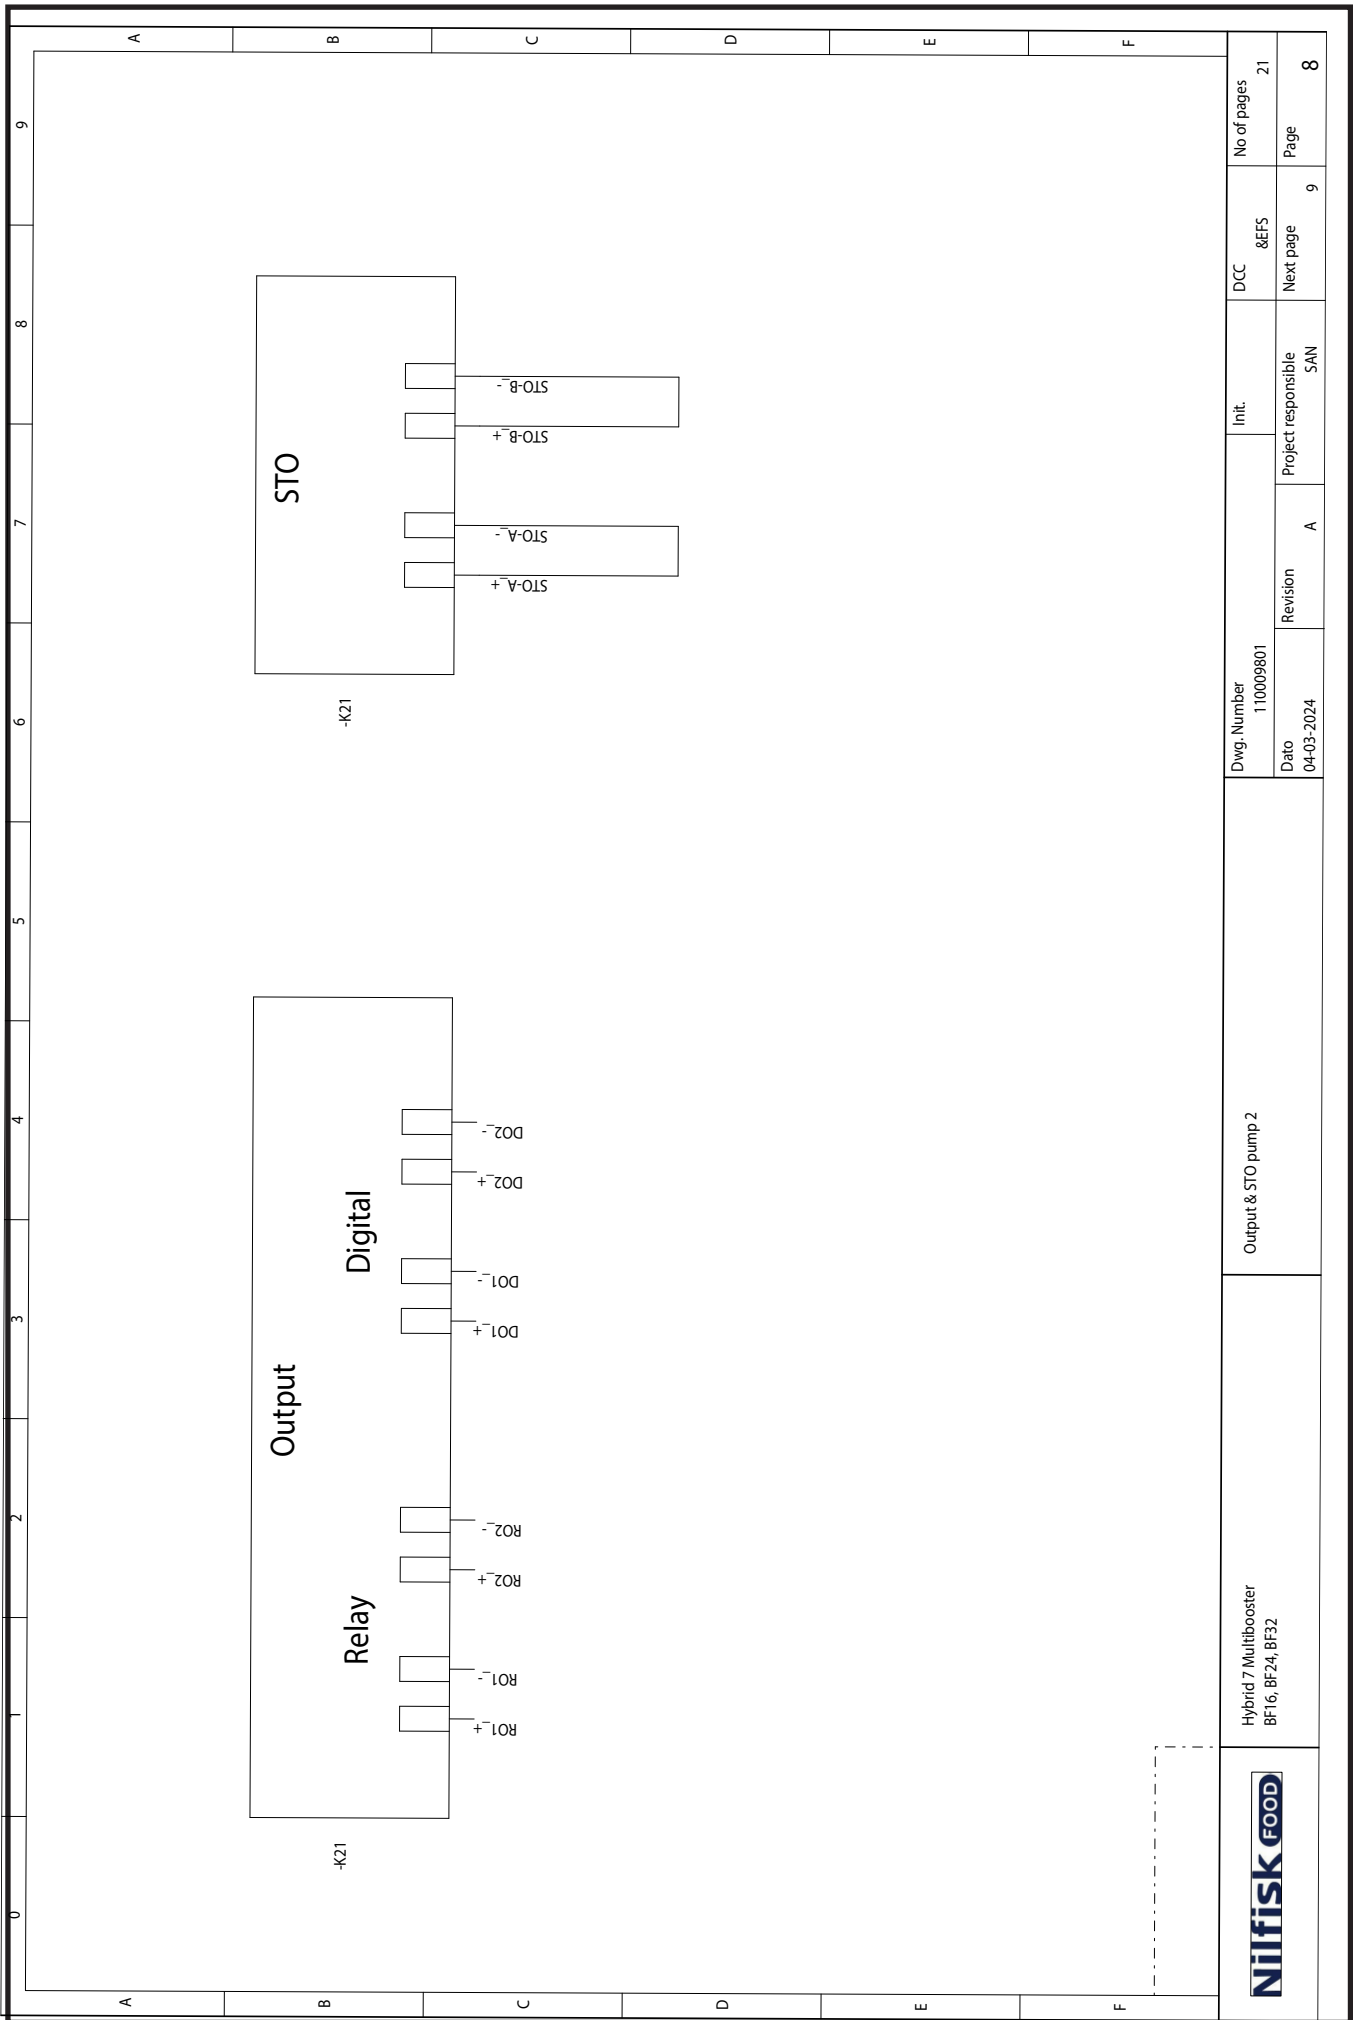 0 1 2 3 4 5 6 7 8 9
A
B
C
D
E
F
A
B
C
D
E
F
-K21
Output
Relay
Digital
RO1_+
RO1_-
RO2_+
RO2_-
DO1_+
DO1_-
DO2_+
DO2_-
-K21
STO
STO-A_+
STO-A_-
STO-B_+
STO-B_-
Nilfisk FOOD
Hybrid 7 Multibooster
BF16, BF24, BF32
Output & STO pump 2
Dwg. Number
110009801
Init.
DCC
&EFS
No of pages
21
Dato
04-03-2024
Revision
A
Project responsible
SAN
Next page
9
Page
8